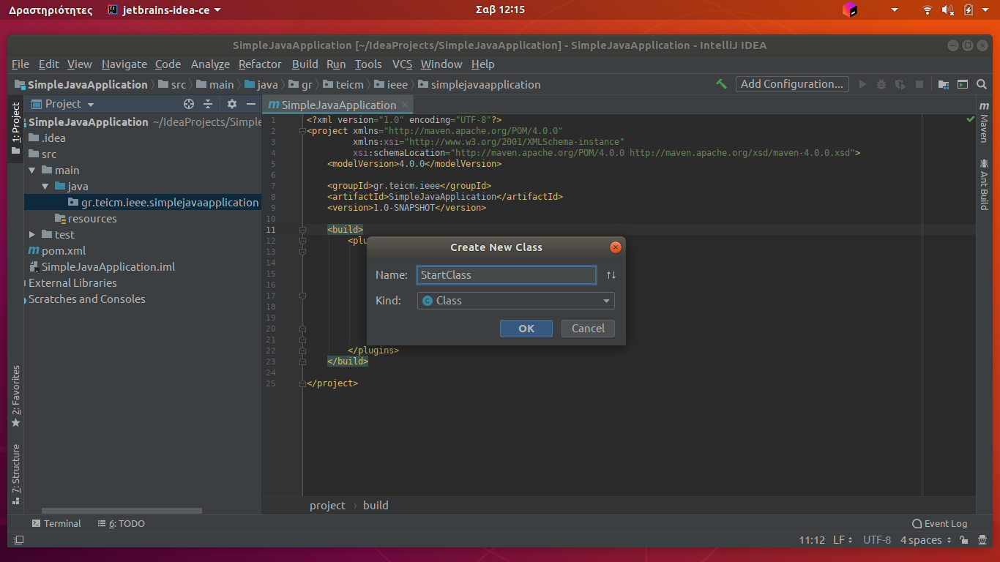 Δραστηριότητες jetbrains-idea-ce Σαβ 12:15
SimpleJavaApplication [~/IdeaProjects/SimpleJavaApplication] - SimpleJavaApplication - IntelliJ IDEA
File Edit View Navigate Code Analyze Refactor Build Run Tools VCS Window Help
SimpleJavaApplication src main java gr teicm ieee simplejavaapplication Add Configuration...
1: Project
2: Favorites
7: Structure
Project
SimpleJavaApplication ~/IdeaProjects/Simple
.idea
src
main
java
gr.teicm.ieee.simplejavaapplication
resources
test
pom.xml
SimpleJavaApplication.iml
External Libraries
Scratches and Consoles
m SimpleJavaApplication
1 <?xml version="1.0" encoding="UTF-8"?>
2 <project xmlns="http://maven.apache.org/POM/4.0.0"
3 xmlns:xsi="http://www.w3.org/2001/XMLSchema-instance"
4 xsi:schemaLocation="http://maven.apache.org/POM/4.0.0 http://maven.apache.org/xsd/maven-4.0.0.xsd">
5 <modelVersion>4.0.0</modelVersion>
6
7 <groupId>gr.teicm.ieee</groupId>
8 <artifactId>SimpleJavaApplication</artifactId>
9 <version>1.0-SNAPSHOT</version>
10
11 <build>
12 <plu
13
14
15
16
17
18
19
20
21
22 </plugins>
23 </build>
24
25 </project>
Create New Class
Name: StartClass
Kind: C Class
OK Cancel
m Maven
Ant Build
project › build
Terminal 6: TODO Event Log
11:12 LF UTF-8 4 spaces